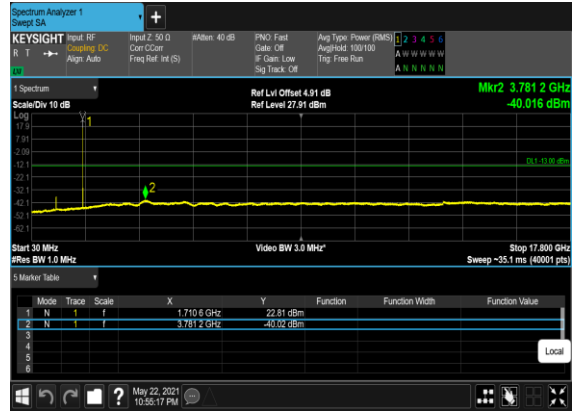 Spectrum Analyzer 1
Swept SA
+
KEYSIGHT Input: RF Input Z: 50 Ω #Atten: 40 dB PNO: Fast Avg Type: Power (RMS) 1 2 3 4 5 6
R T Coupling: DC Corr CCorr Gate: Off Avg|Hold: 100/100 A W W W W W
Align: Auto Freq Ref: Int (S) IF Gain: Low Trig: Free Run
Sig Track: Off A N N N N N
1 Spectrum Ref Lvl Offset 4.91 dB Mkr2 3.781 2 GHz
Scale/Div 10 dB Ref Level 27.91 dBm -40.016 dBm
Log
17.9
7.91
-2.09
-12.1
-22.1
-32.1
-42.1
-52.1
-62.1
1
2
DL1 -13.00 dBm
Start 30 MHz Video BW 3.0 MHz* Stop 17.800 GHz
#Res BW 1.0 MHz Sweep ~35.1 ms (40001 pts)
5 Marker Table
Mode Trace Scale X Y Function Function Width Function Value
1 N 1 f 1.710 6 GHz 22.81 dBm
2 N 1 f 3.781 2 GHz -40.02 dBm
3
4
5
6
Local
? May 22, 2021
10:55:17 PM